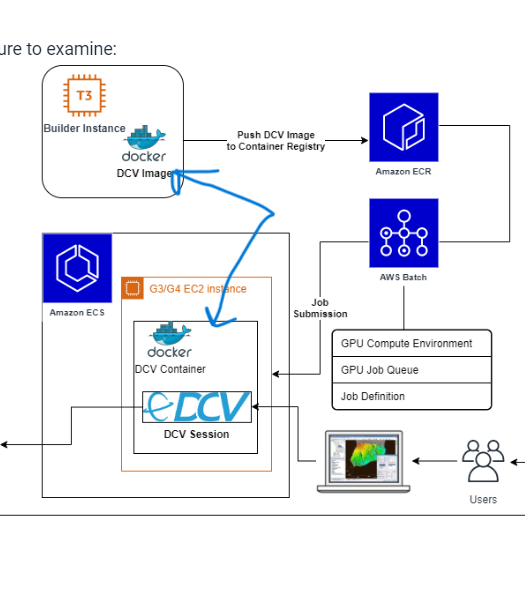 ure to examine:
T3
Builder Instance
docker
DCV Image
Push DCV Image
to Container Registry
Amazon ECR
AWS Batch
Amazon ECS
G3/G4 EC2 instance
Job
Submission
docker
DCV Container
DCV
DCV Session
GPU Compute Environment
GPU Job Queue
Job Definition
Users